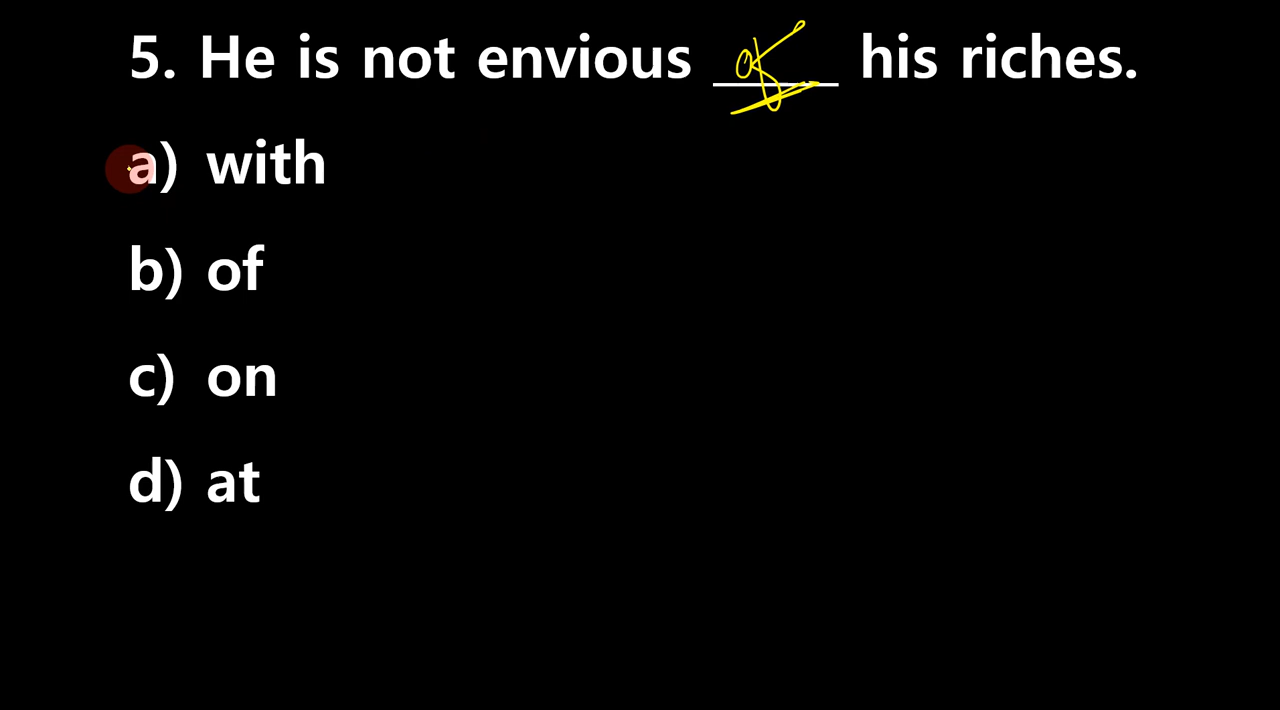 5. He is not envious of his riches.
a) with
b) of
c) on
d) at